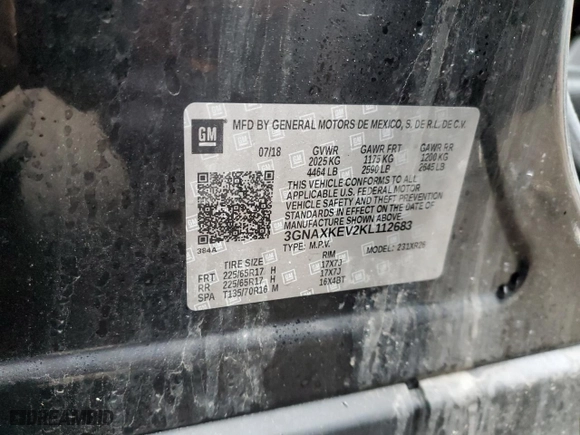 GM
MFD BY GENERAL MOTORS DE MEXICO, S. DE R.L. DE C.V.
07/18 GVWR GAWR FRT GAWR RR
2025 KG 1175 KG 1200 KG
4464 LB 2590 LB 2645 LB
THIS VEHICLE CONFORMS TO ALL
APPLICABLE U.S. FEDERAL MOTOR
VEHICLE SAFETY AND THEFT PREVENTION
STANDARDS IN EFFECT ON THE DATE OF
MANUFACTURE SHOWN ABOVE.
3GNAXKEV2KL112683
384A
TYPE: M.P.V. MODEL: 231XR26
TIRE SIZE RIM
FRT 225/65R17 H 17X7J
RR 225/65R17 H 17X7J
SPA T135/70R16 M 16X4BT
DREAMBID